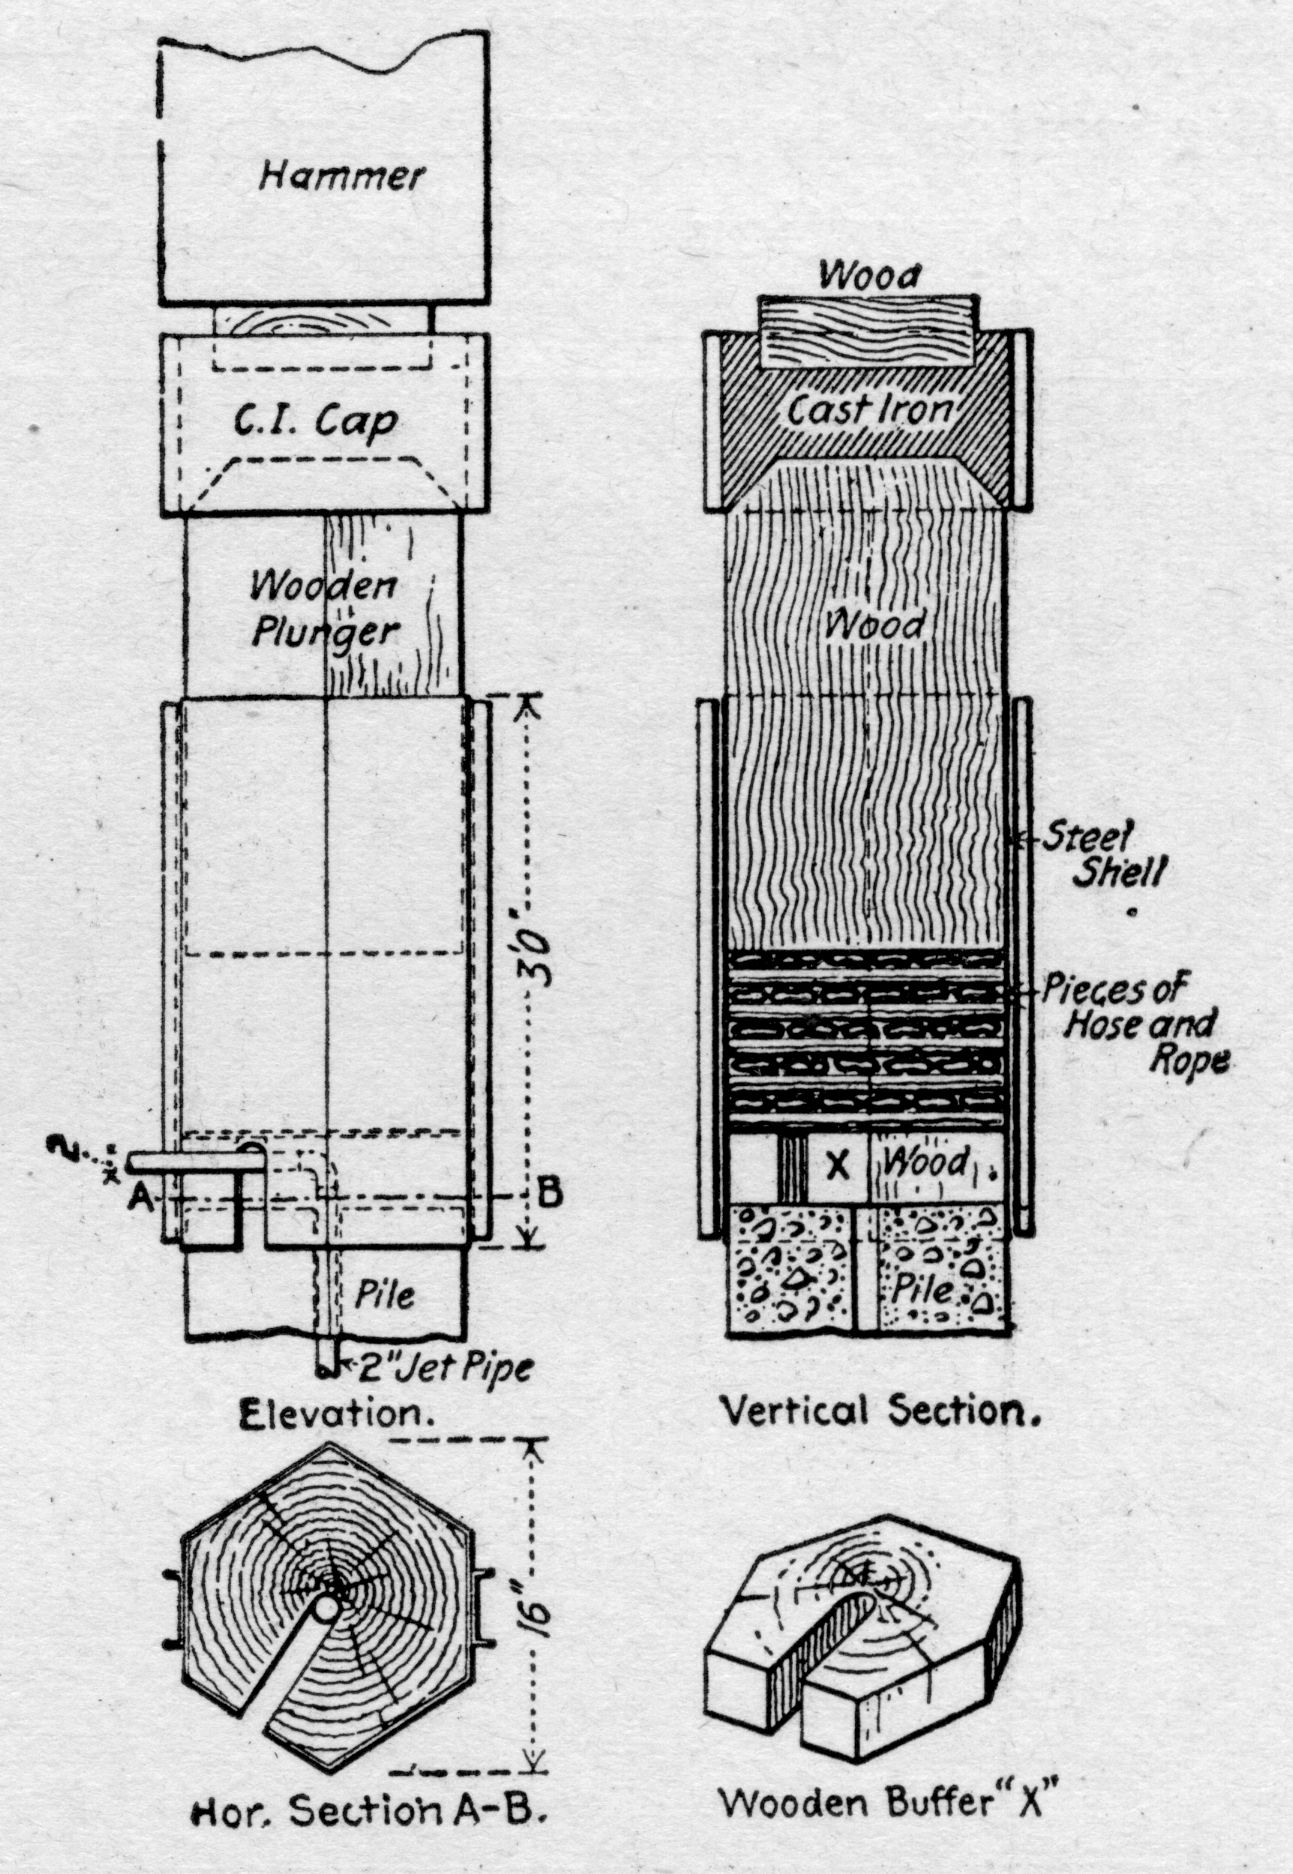 Hammer
C.I. Cap
Wooden
Plunger
3'0"
2"
A
B
Pile
2" Jet Pipe
Elevation.
16"
Hor. Section A-B.
Wood
Cast Iron
Wood
Steel
Shell
Pieces of
Hose and
Rope
X
Wood
Pile
Vertical Section.
Wooden Buffer "X"